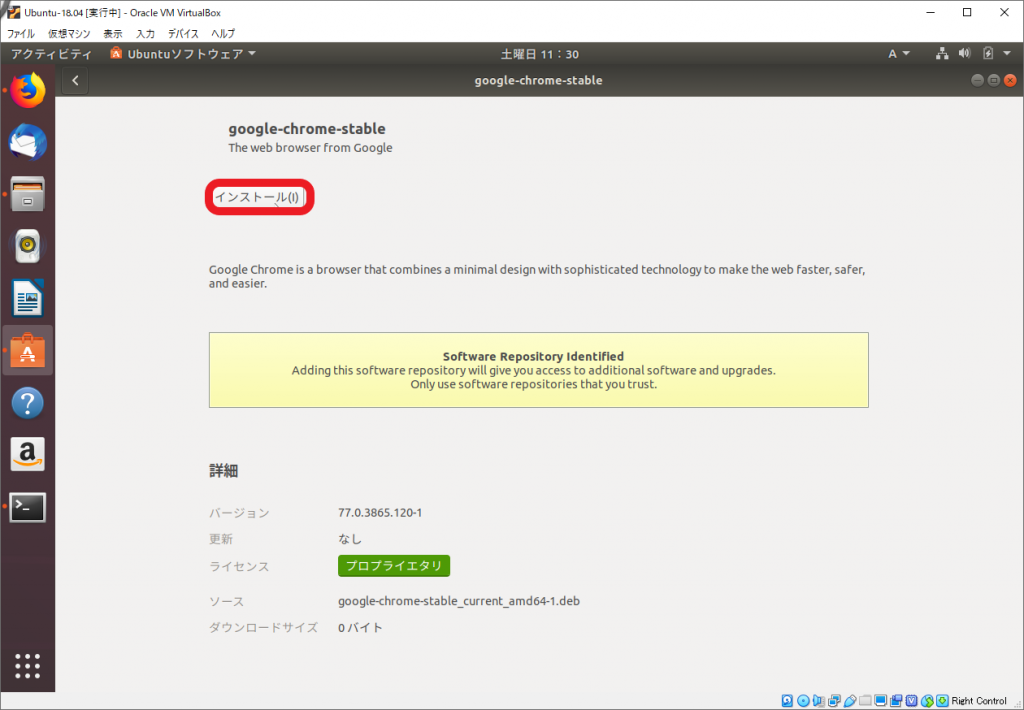 Ubuntu-18.04 [実行中] - Oracle VM VirtualBox
ファイル 仮想マシン 表示 入力 デバイス ヘルプ
アクティビティ Ubuntuソフトウェア 土曜日 11：30 A
google-chrome-stable
google-chrome-stable
The web browser from Google
インストール(I)
Google Chrome is a browser that combines a minimal design with sophisticated technology to make the web faster, safer,
and easier.
Software Repository Identified
Adding this software repository will give you access to additional software and upgrades.
Only use software repositories that you trust.
詳細
バージョン 77.0.3865.120-1
更新 なし
ライセンス プロプライエタリ
ソース google-chrome-stable_current_amd64-1.deb
ダウンロードサイズ 0 バイト
Right Control